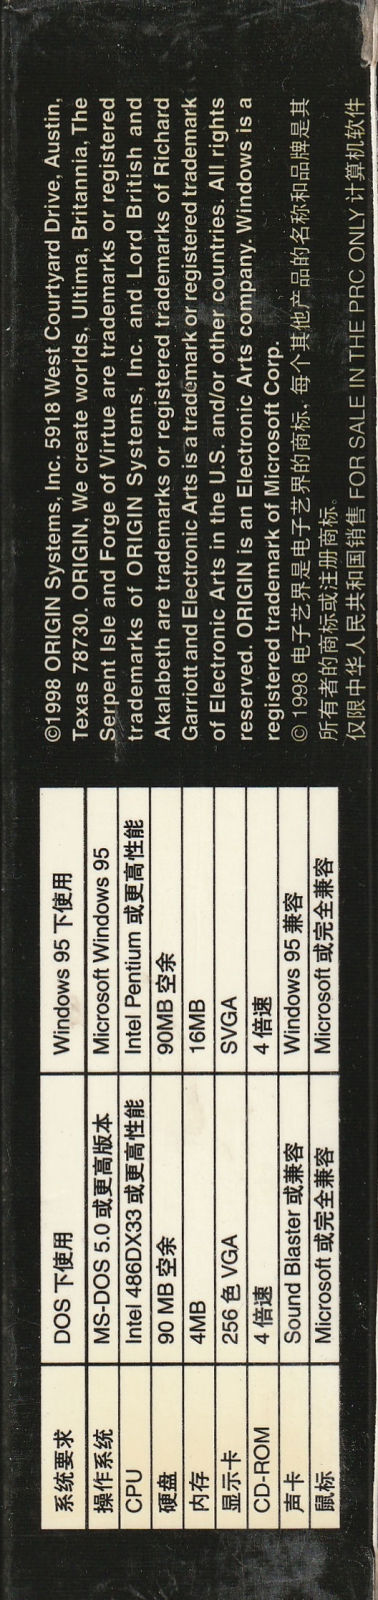 系统要求 DOS 下使用 Windows 95 下使用
操作系统 MS-DOS 5.0 或更高版本 Microsoft Windows 95
CPU Intel 486DX33 或更高性能 Intel Pentium 或更高性能
硬盘 90 MB 空余 90MB 空余
内存 4MB 16MB
显示卡 256 色 VGA SVGA
CD-ROM 4 倍速 4 倍速
声卡 Sound Blaster 或兼容 Windows 95 兼容
鼠标 Microsoft 或完全兼容 Microsoft 或完全兼容
©1998 ORIGIN Systems, Inc. 5918 West Courtyard Drive, Austin,
Texas 78730. ORIGIN, We create worlds, Ultima, Britannia, The
Serpent Isle and Forge of Virtue are trademarks or registered
trademarks of ORIGIN Systems, Inc. and Lord British and
Akalabeth are trademarks or registered trademarks of Richard
Garriott and Electronic Arts is a trademark or registered trademark
of Electronic Arts in the U.S. and/or other countries. All rights
reserved. ORIGIN is an Electronic Arts company. Windows is a
registered trademark of Microsoft Corp.
© 1998 电子艺界是电子艺界的商标, 每个其他产品的名称和品牌是其
所有者的商标或注册商标。
仅限中华人民共和国销售 FOR SALE IN THE PRC ONLY 计算机软件